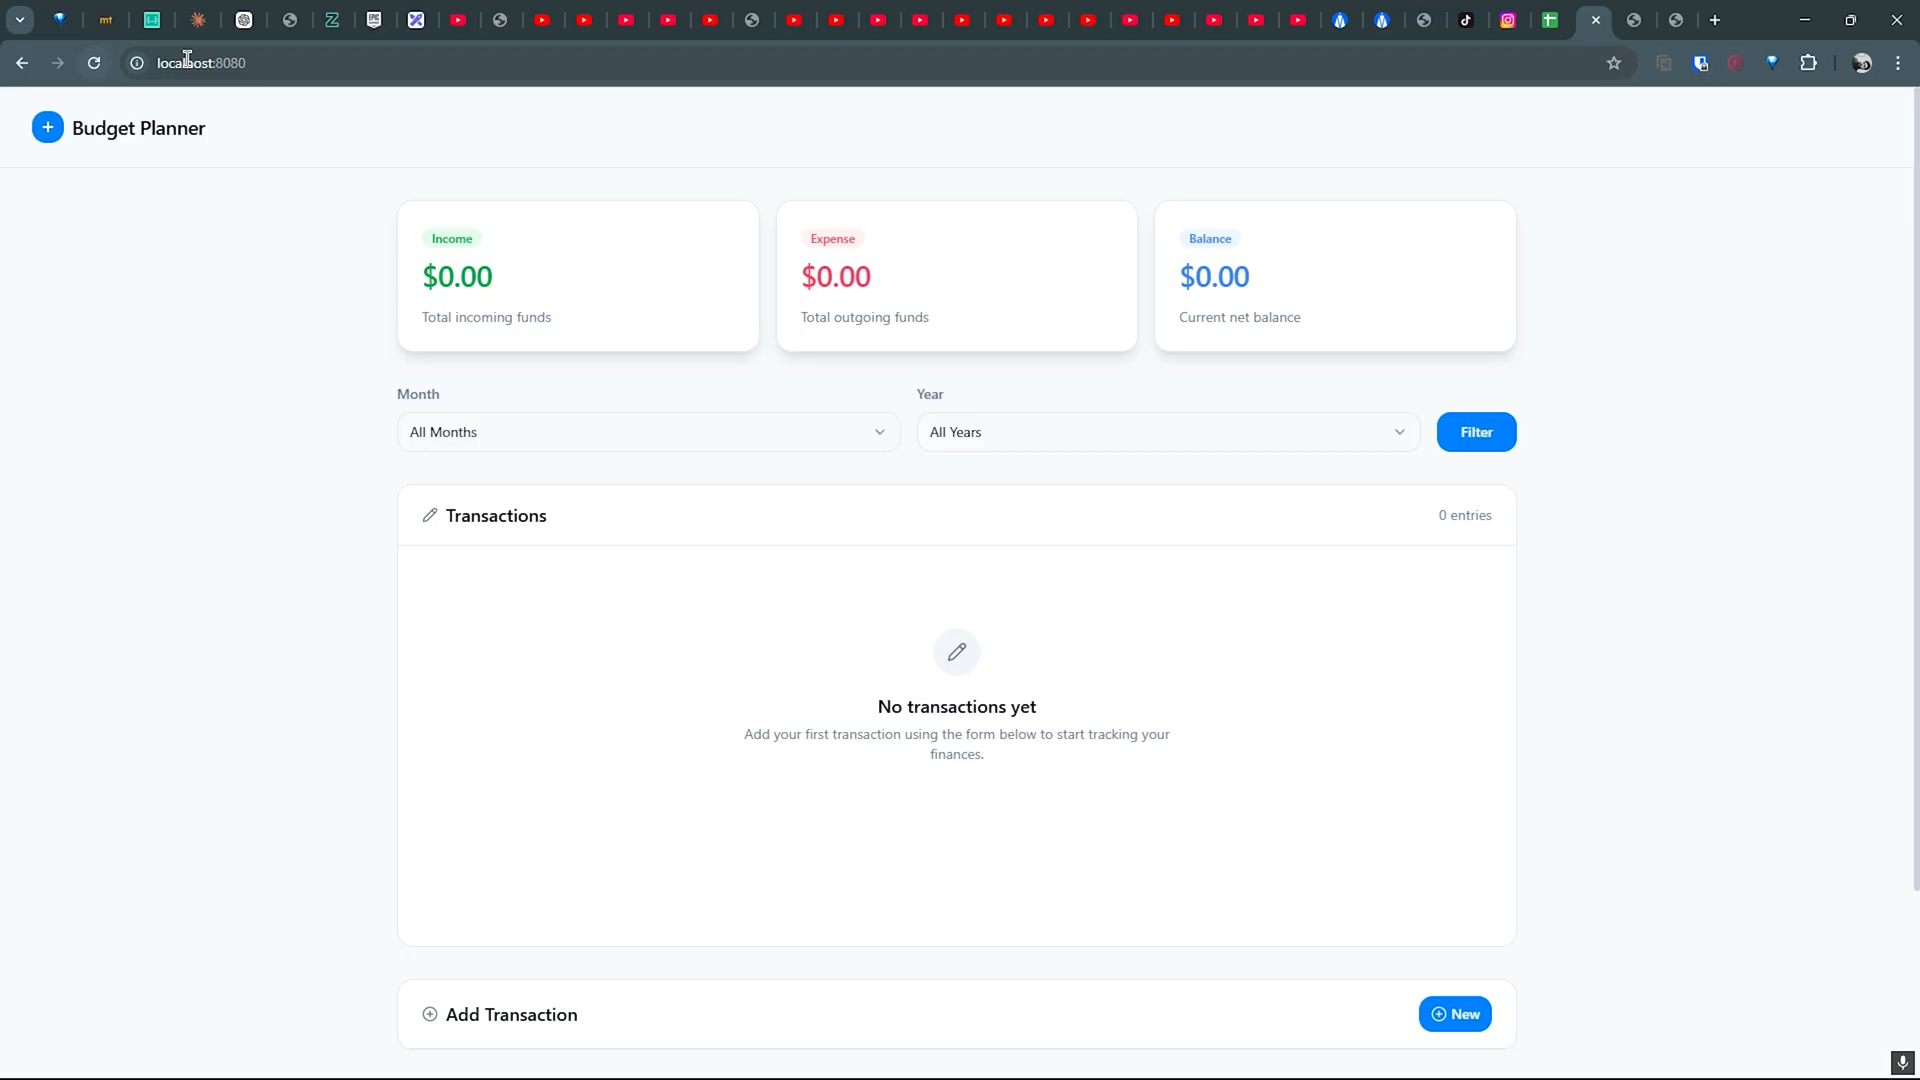 mt
localhost:8080
Budget Planner
Income
$0.00
Total incoming funds
Expense
$0.00
Total outgoing funds
Balance
$0.00
Current net balance
Month
All Months
Year
All Years
Filter
Transactions
0 entries
No transactions yet
Add your first transaction using the form below to start tracking your
finances.
Add Transaction
New